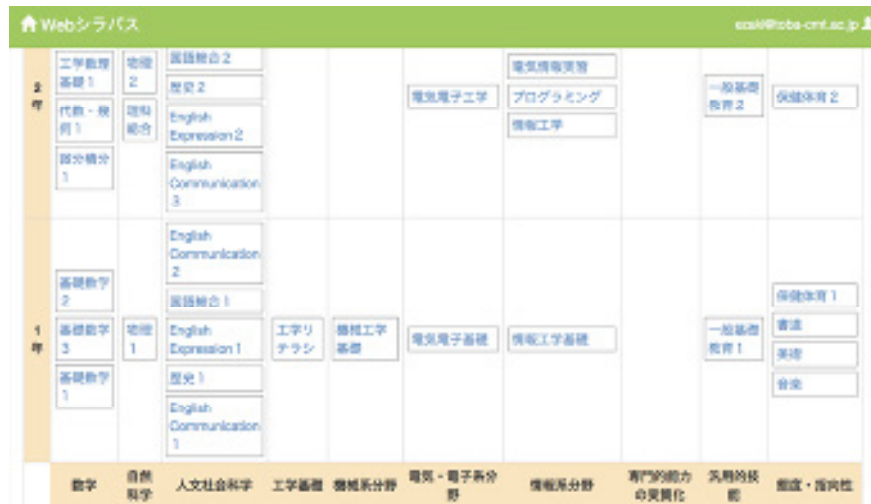 Webシラバス
ezaki@toba-cmt.ac.jp
2
年
工学数理
基礎1
代数・幾
何1
微分積分
1
物理
2
理科
総合
国語総合2
歴史2
English
Expression 2
English
Communication
3
電気電子工学
電気情報実習
プログラミング
情報工学
一般基礎
教育2
保健体育2
1
年
基礎数学
2
基礎数学
3
基礎数学
1
物理
1
English
Communication
2
国語総合1
English
Expression 1
歴史1
English
Communication
1
工学リ
テラシ
機械工学
基礎
電気電子基礎
情報工学基礎
一般基礎
教育1
保健体育1
書道
美術
音楽
数学
自然
科学
人文社会科学
工学基礎
機械系分野
電気・電子系分
野
情報系分野
専門的能力
の実質化
汎用的技
能
態度・指向性